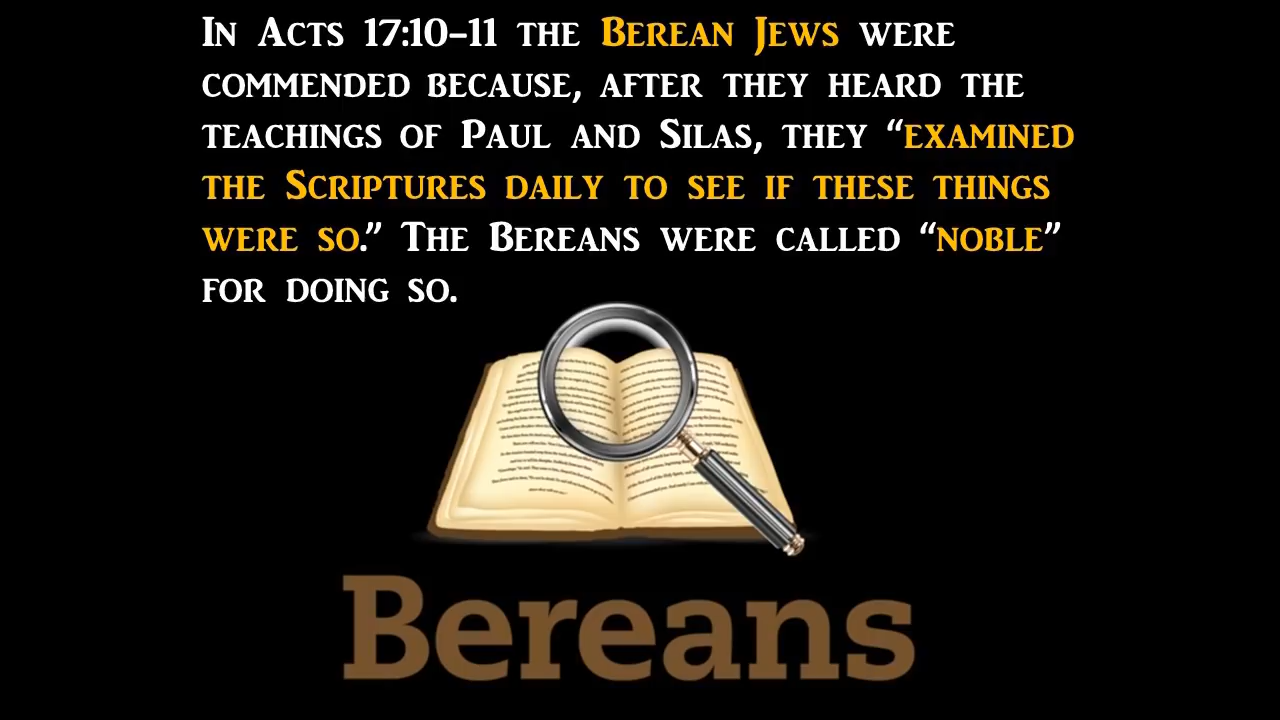 In Acts 17:10–11 the Berean Jews were
commended because, after they heard the
teachings of Paul and Silas, they “examined
the Scriptures daily to see if these things
were so.” The Bereans were called “noble”
for doing so.
Bereans